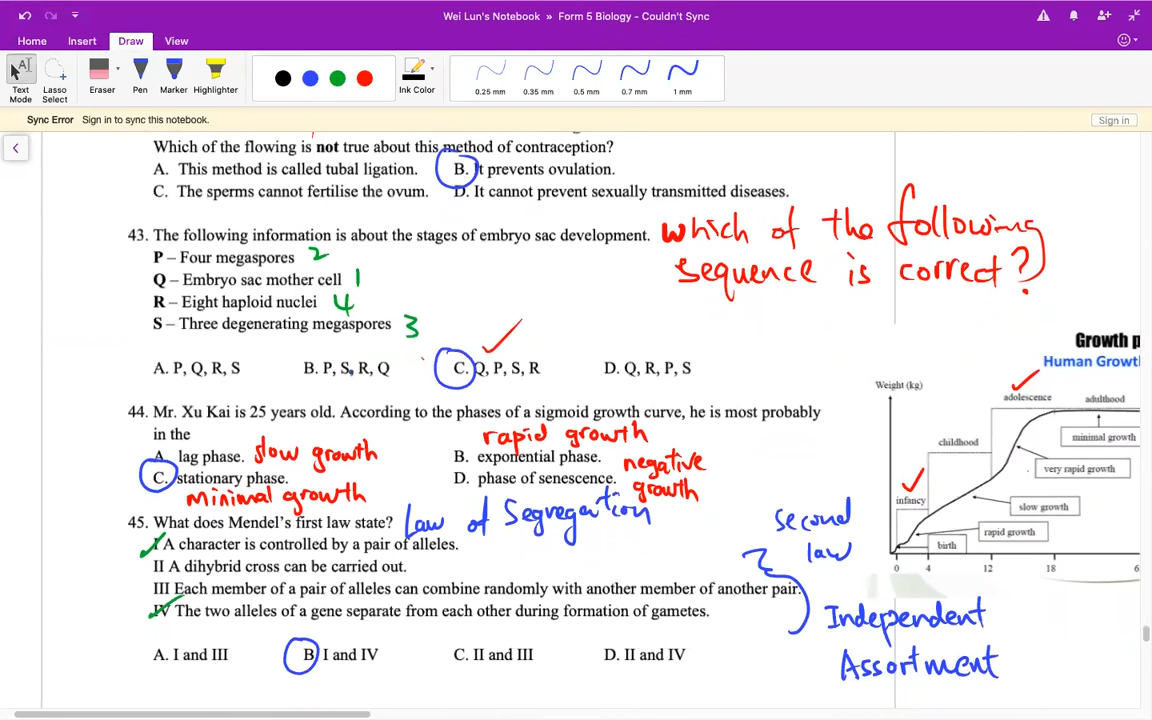 Wei Lun's Notebook » Form 5 Biology - Couldn't Sync
Home Insert Draw View
Text Mode
Lasso Select
Eraser
Pen
Marker
Highlighter
Ink Color
0.25 mm 0.35 mm 0.5 mm 0.7 mm 1 mm
Sync Error Sign in to sync this notebook.
Sign in
Which of the flowing is not true about this method of contraception?
A. This method is called tubal ligation. B. It prevents ovulation.
C. The sperms cannot fertilise the ovum. D. It cannot prevent sexually transmitted diseases.
43. The following information is about the stages of embryo sac development.
which of the following
sequence is correct?
P – Four megaspores 2
Q – Embryo sac mother cell 1
R – Eight haploid nuclei 4
S – Three degenerating megaspores 3
A. P, Q, R, S B. P, S, R, Q C. Q, P, S, R D. Q, R, P, S
44. Mr. Xu Kai is 25 years old. According to the phases of a sigmoid growth curve, he is most probably
in the
A. lag phase. slow growth
B. exponential phase. rapid growth
C. stationary phase. minimal growth
D. phase of senescence. negative growth
45. What does Mendel's first law state? Law of Segregation
I A character is controlled by a pair of alleles.
II A dihybrid cross can be carried out.
III Each member of a pair of alleles can combine randomly with another member of another pair.
IV The two alleles of a gene separate from each other during formation of gametes.
second
law
Independent
Assortment
A. I and III B. I and IV C. II and III D. II and IV
Growth p
Human Growt
Weight (kg)
adolescence adulthood
minimal growth
childhood
very rapid growth
infancy
slow growth
rapid growth
birth
0 4 12 18 6